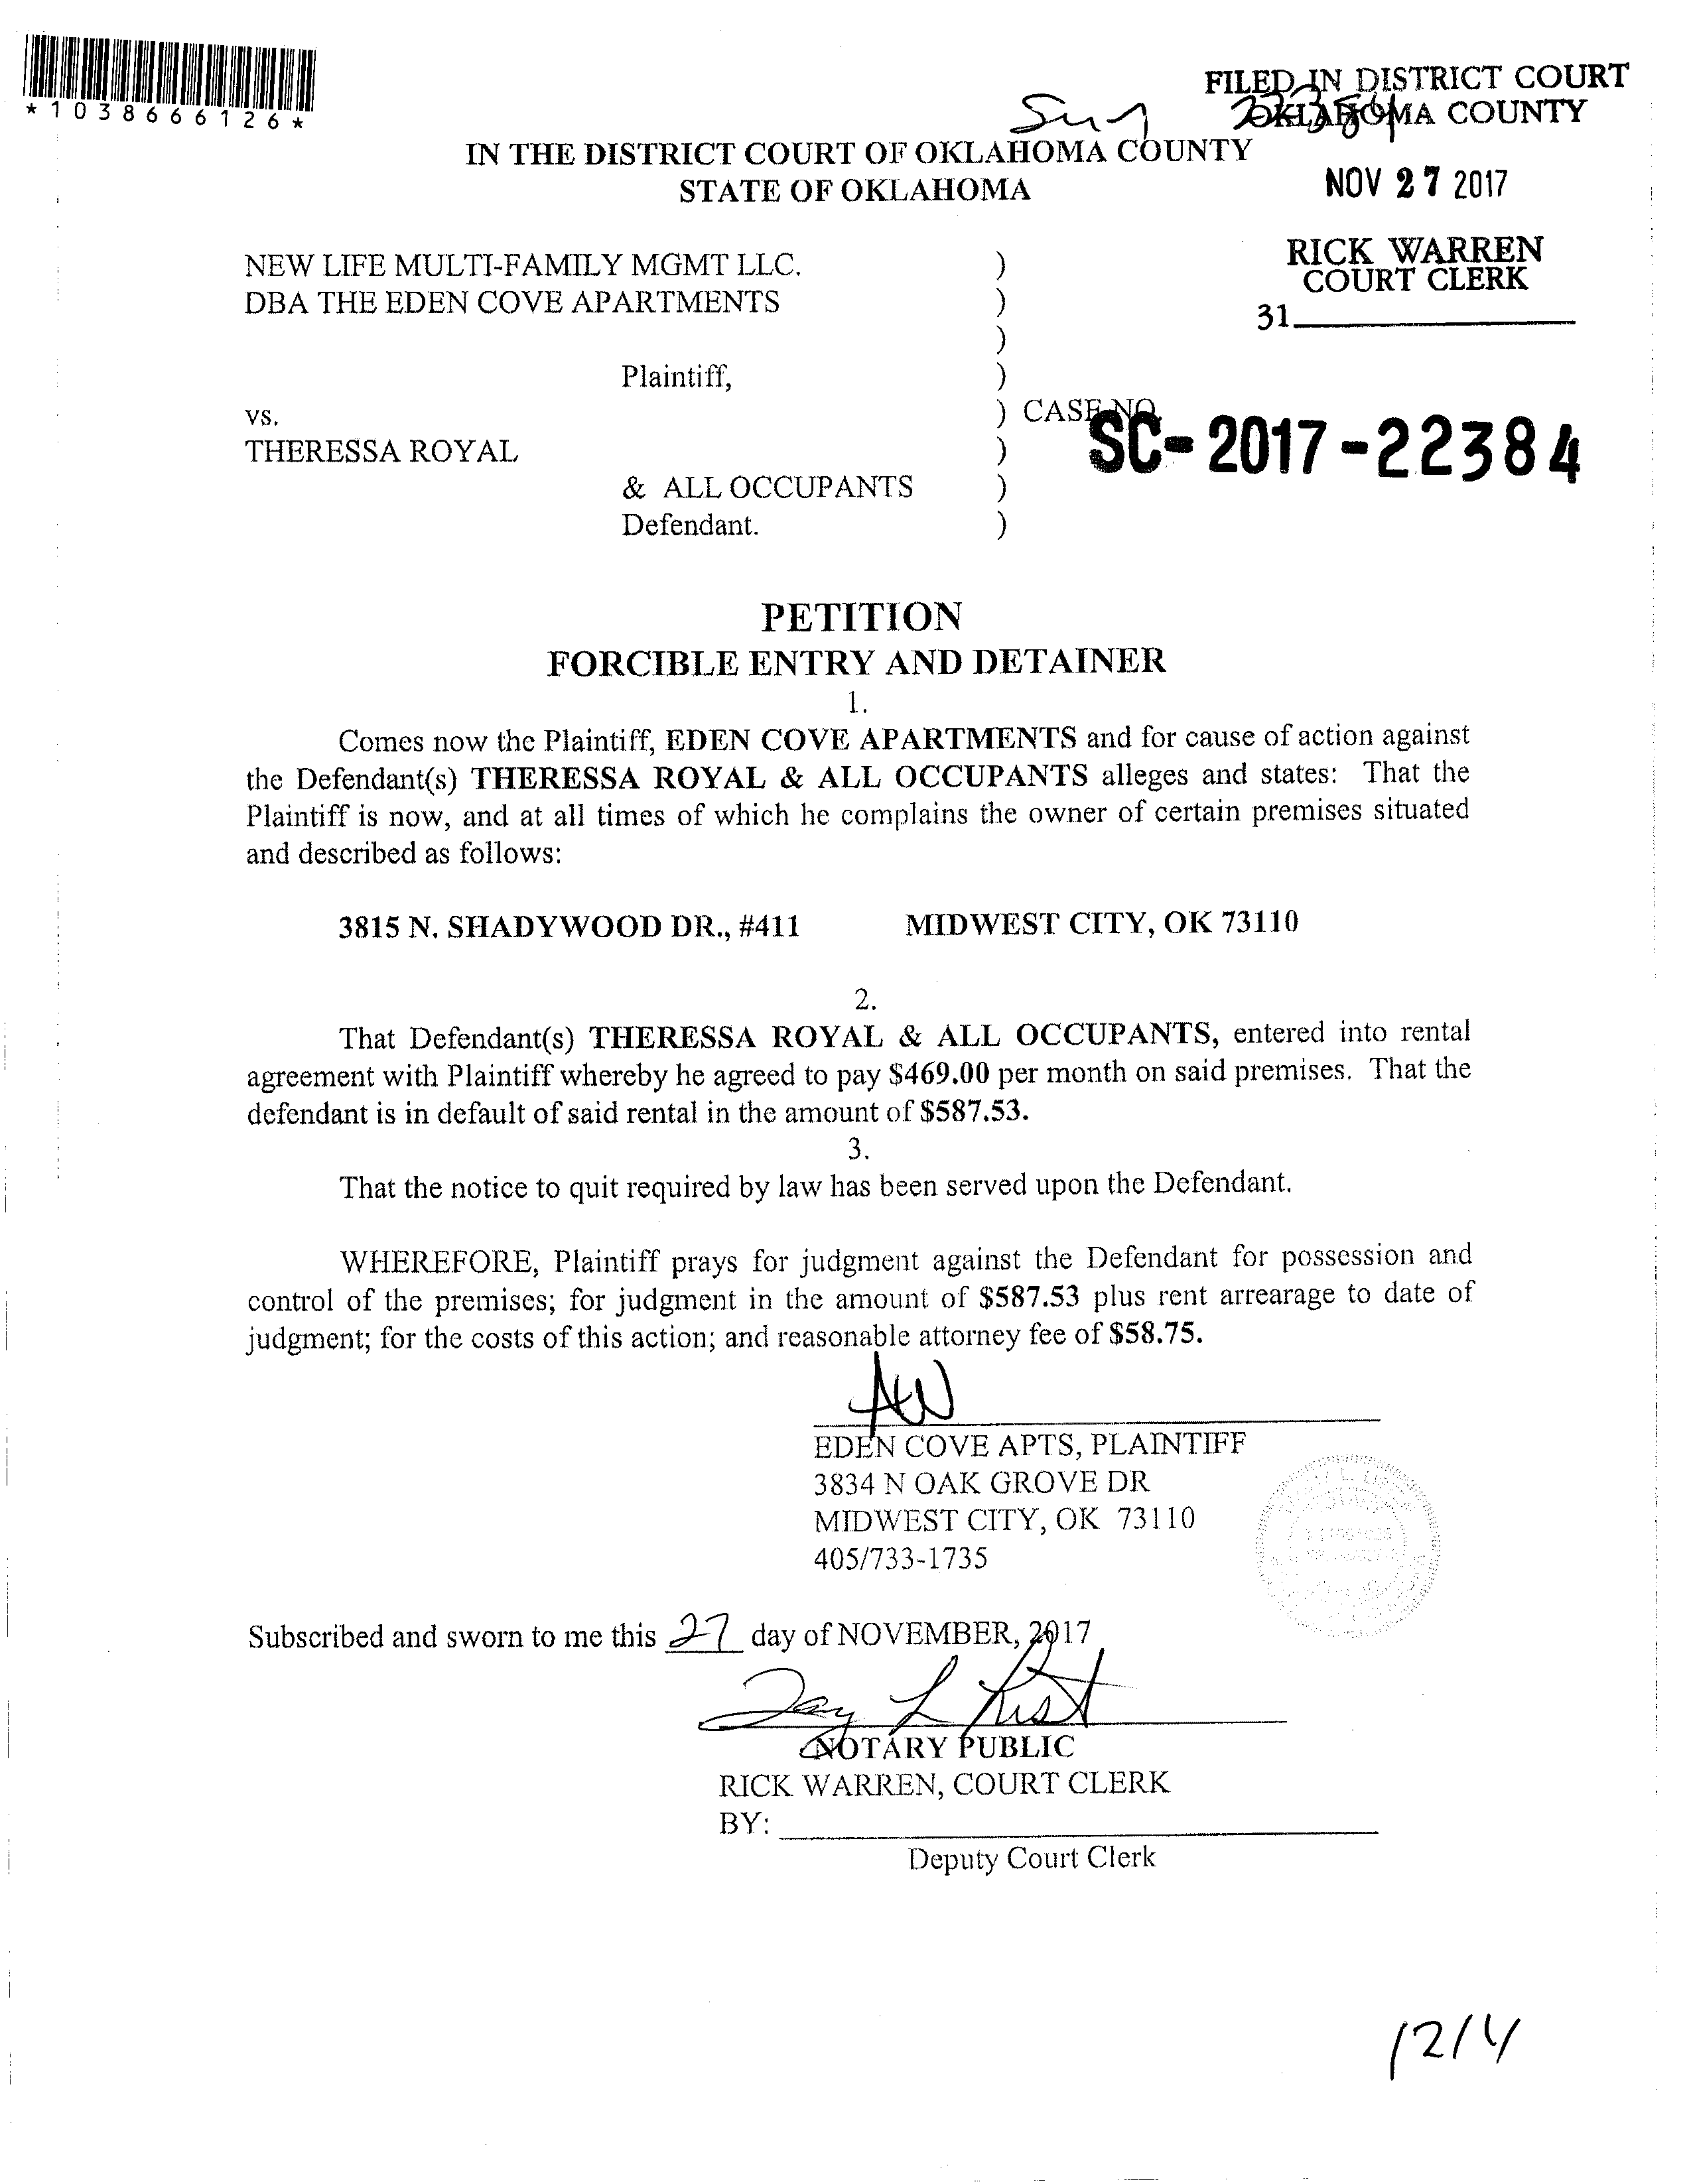 *1038666126*
FILED IN DISTRICT COURT
OKLAHOMA COUNTY
IN THE DISTRICT COURT OF OKLAHOMA COUNTY
STATE OF OKLAHOMA
NOV 27 2017
RICK WARREN
COURT CLERK
31
NEW LIFE MULTI-FAMILY MGMT LLC. )
DBA THE EDEN COVE APARTMENTS )
)
Plaintiff, )
vs. ) CASE NO.
SC-2017-22384
THERESSA ROYAL )
& ALL OCCUPANTS )
Defendant. )
PETITION
FORCIBLE ENTRY AND DETAINER
1.
Comes now the Plaintiff, EDEN COVE APARTMENTS and for cause of action against
the Defendant(s) THERESSA ROYAL & ALL OCCUPANTS alleges and states: That the
Plaintiff is now, and at all times of which he complains the owner of certain premises situated
and described as follows:
3815 N. SHADYWOOD DR., #411 MIDWEST CITY, OK 73110
2.
That Defendant(s) THERESSA ROYAL & ALL OCCUPANTS, entered into rental
agreement with Plaintiff whereby he agreed to pay $469.00 per month on said premises. That the
defendant is in default of said rental in the amount of $587.53.
3.
That the notice to quit required by law has been served upon the Defendant.
WHEREFORE, Plaintiff prays for judgment against the Defendant for possession and
control of the premises; for judgment in the amount of $587.53 plus rent arrearage to date of
judgment; for the costs of this action; and reasonable attorney fee of $58.75.
EDEN COVE APTS, PLAINTIFF
3834 N OAK GROVE DR
MIDWEST CITY, OK 73110
405/733-1735
Subscribed and sworn to me this 27 day of NOVEMBER, 2017
NOTARY PUBLIC
RICK WARREN, COURT CLERK
BY:
Deputy Court Clerk
12/4